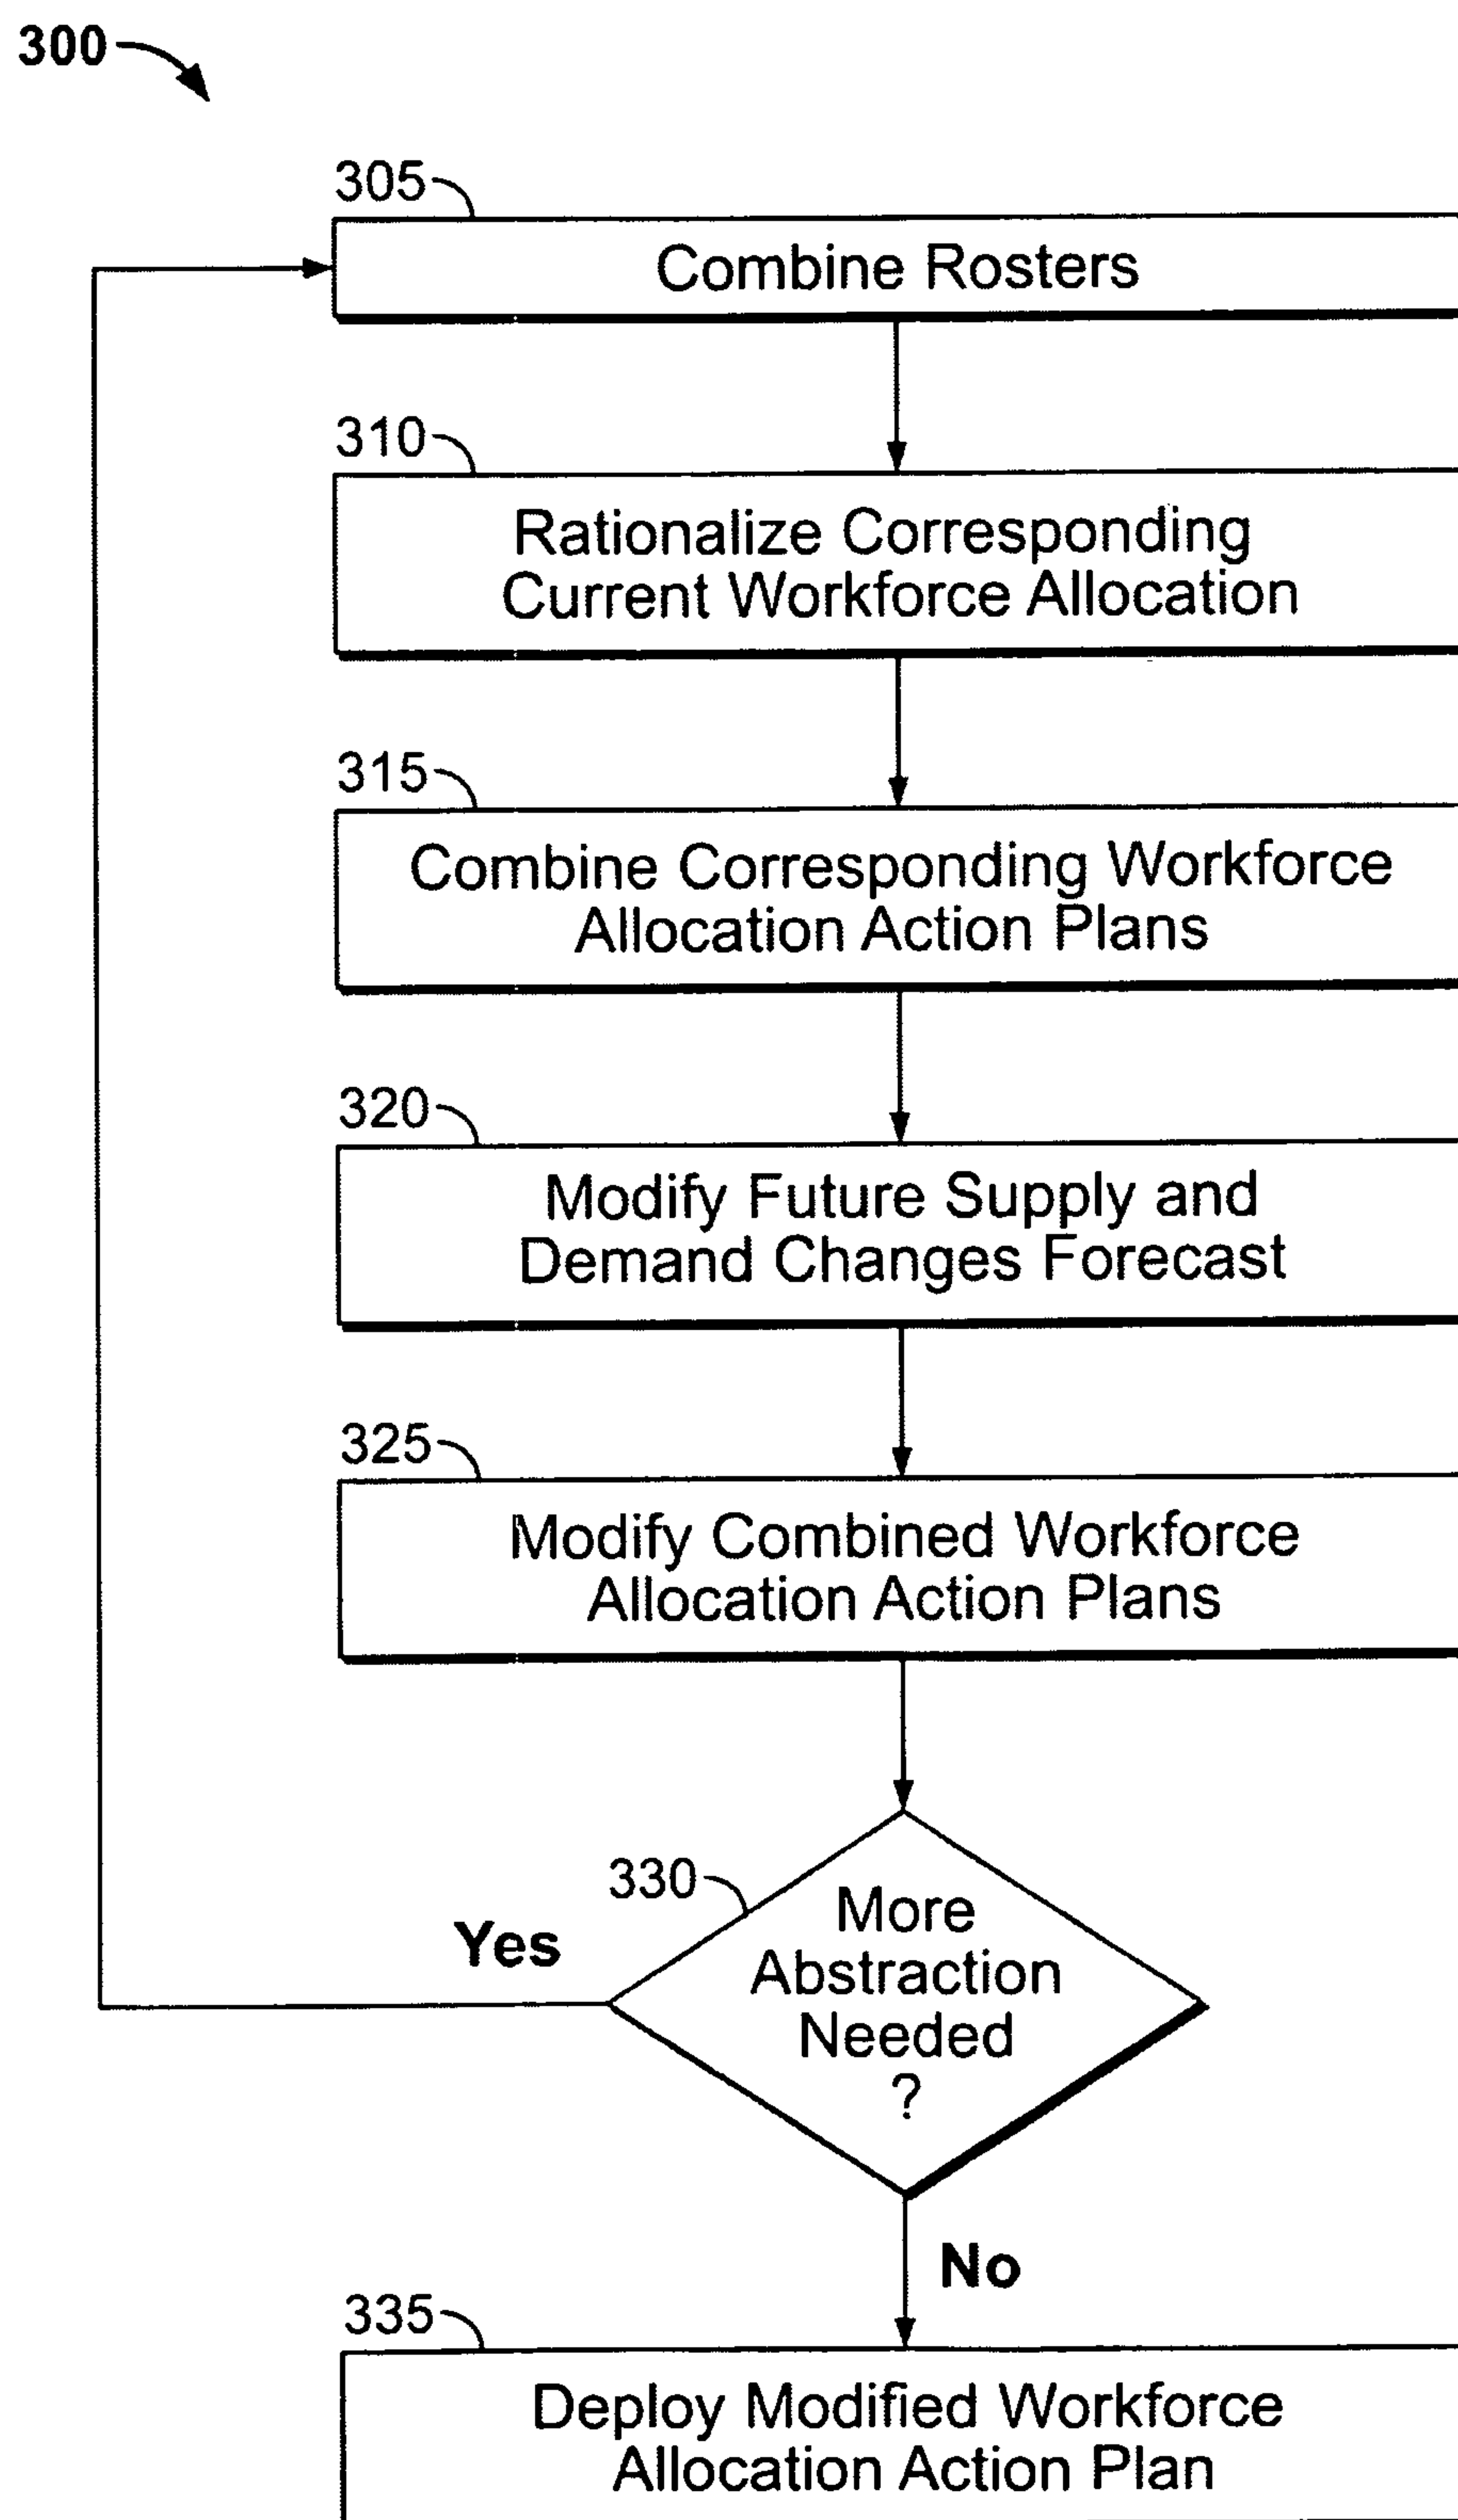 300
305
Combine Rosters
310
Rationalize Corresponding
Current Workforce Allocation
315
Combine Corresponding Workforce
Allocation Action Plans
320
Modify Future Supply and
Demand Changes Forecast
325
Modify Combined Workforce
Allocation Action Plans
330
More
Abstraction
Needed
?
Yes
No
335
Deploy Modified Workforce
Allocation Action Plan